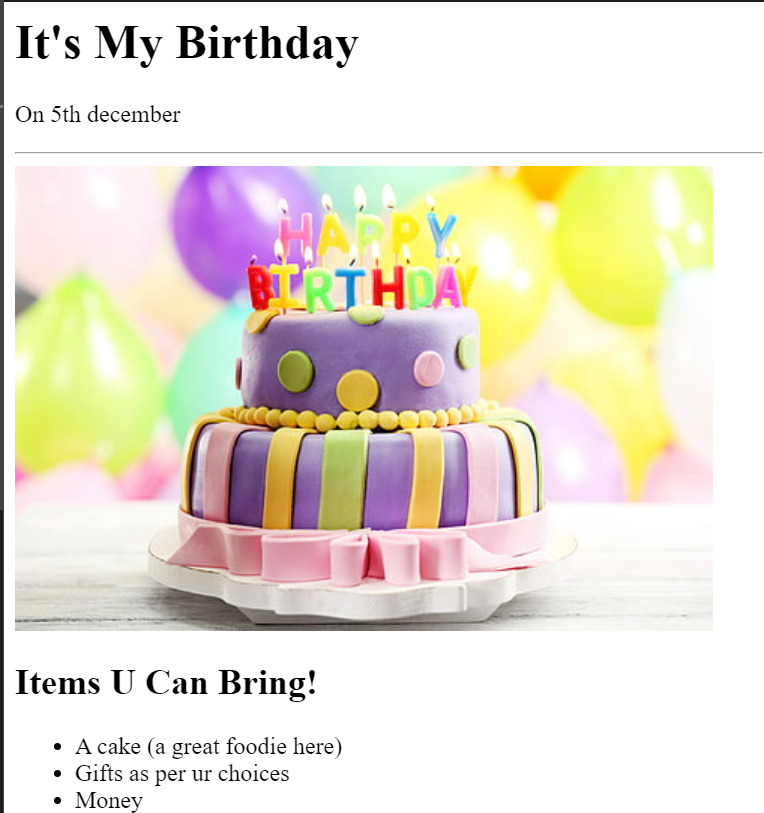 It's My Birthday
On 5th december
HAPPY
BIRTHDAY
Items U Can Bring!
A cake (a great foodie here)
Gifts as per ur choices
Money